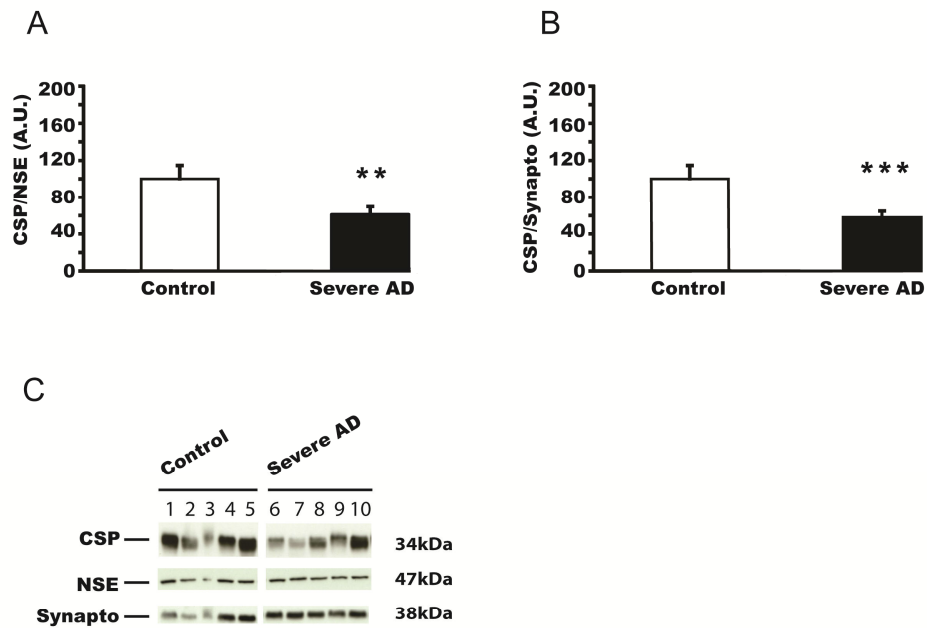 A
CSP/NSE (A.U.)
200
160
120
80
40
0
**
Control Severe AD
B
CSP/Synapto (A.U.)
200
160
120
80
40
0
***
Control Severe AD
C
Control Severe AD
1 2 3 4 5 6 7 8 9 10
CSP 34kDa
NSE 47kDa
Synapto 38kDa